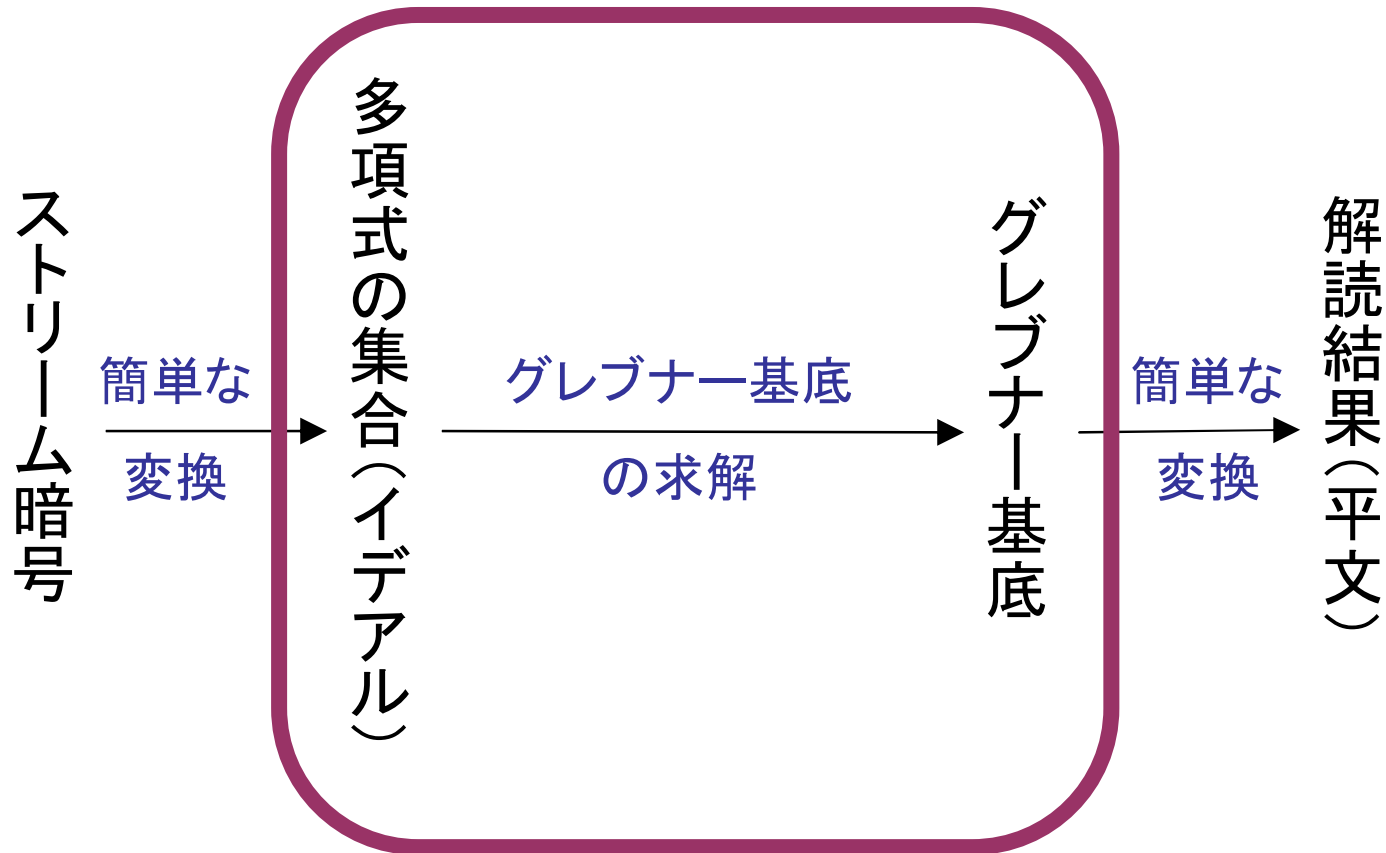 ストリーム暗号
簡単な
変換
多項式の集合（イデアル）
グレブナー基底
の求解
グレブナー基底
簡単な
変換
解読結果（平文）